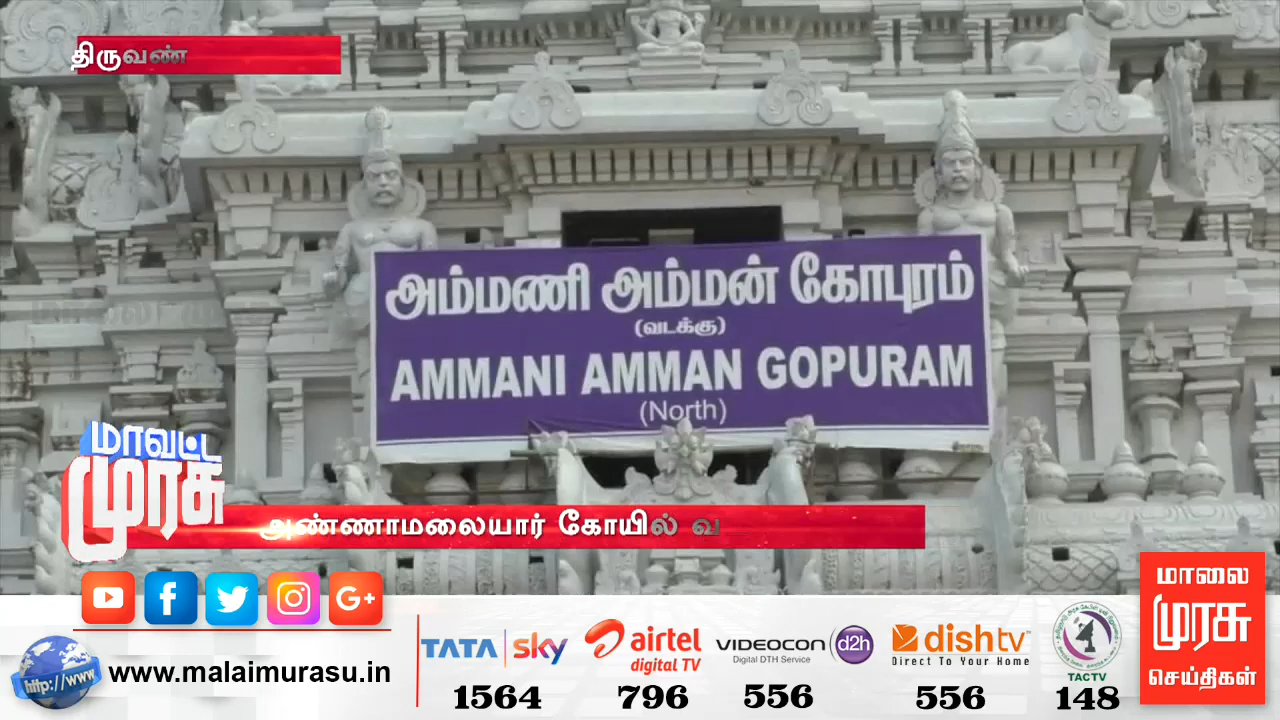 திருவண்
அம்மணி அம்மன் கோபுரம்
(வடக்கு)
AMMANI AMMAN GOPURAM
(North)
மாவட்ட
முரசு
அண்ணாமலையார் கோயில் வ
http://www
www.malaimurasu.in
TATA sky
1564
airtel
digital TV
796
VIDEOCON d2h
Digital DTH Service
556
dishtv
Direct To Your Home
556
TACTV
148
மாலை
முரசு
செய்திகள்